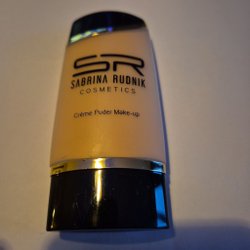 SR
SABRINA RUDNIK
COSMETICS
Crème Puder Make-up